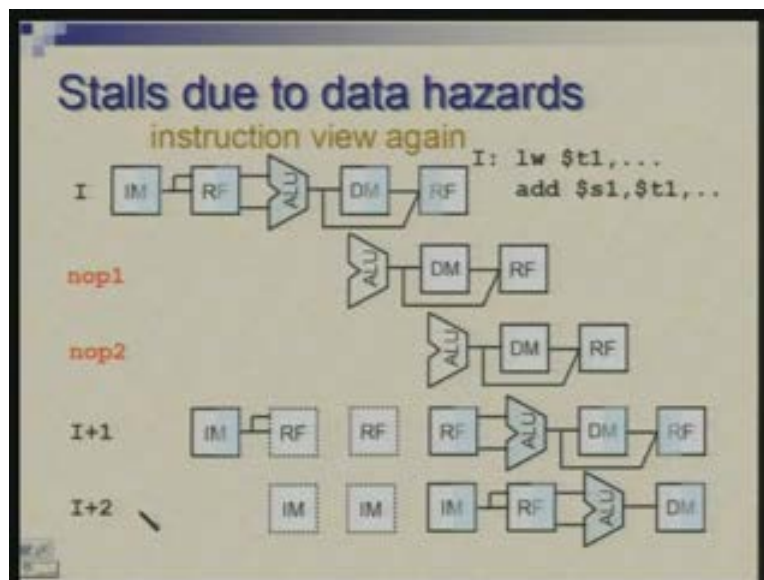 Stalls due to data hazards
instruction view again
I: lw $t1,...
add $s1,$t1,..
I IM RF ALU DM RF
nop1 ALU DM RF
nop2 ALU DM RF
I+1 IM RF RF RF ALU DM RF
I+2 IM IM IM RF ALU DM